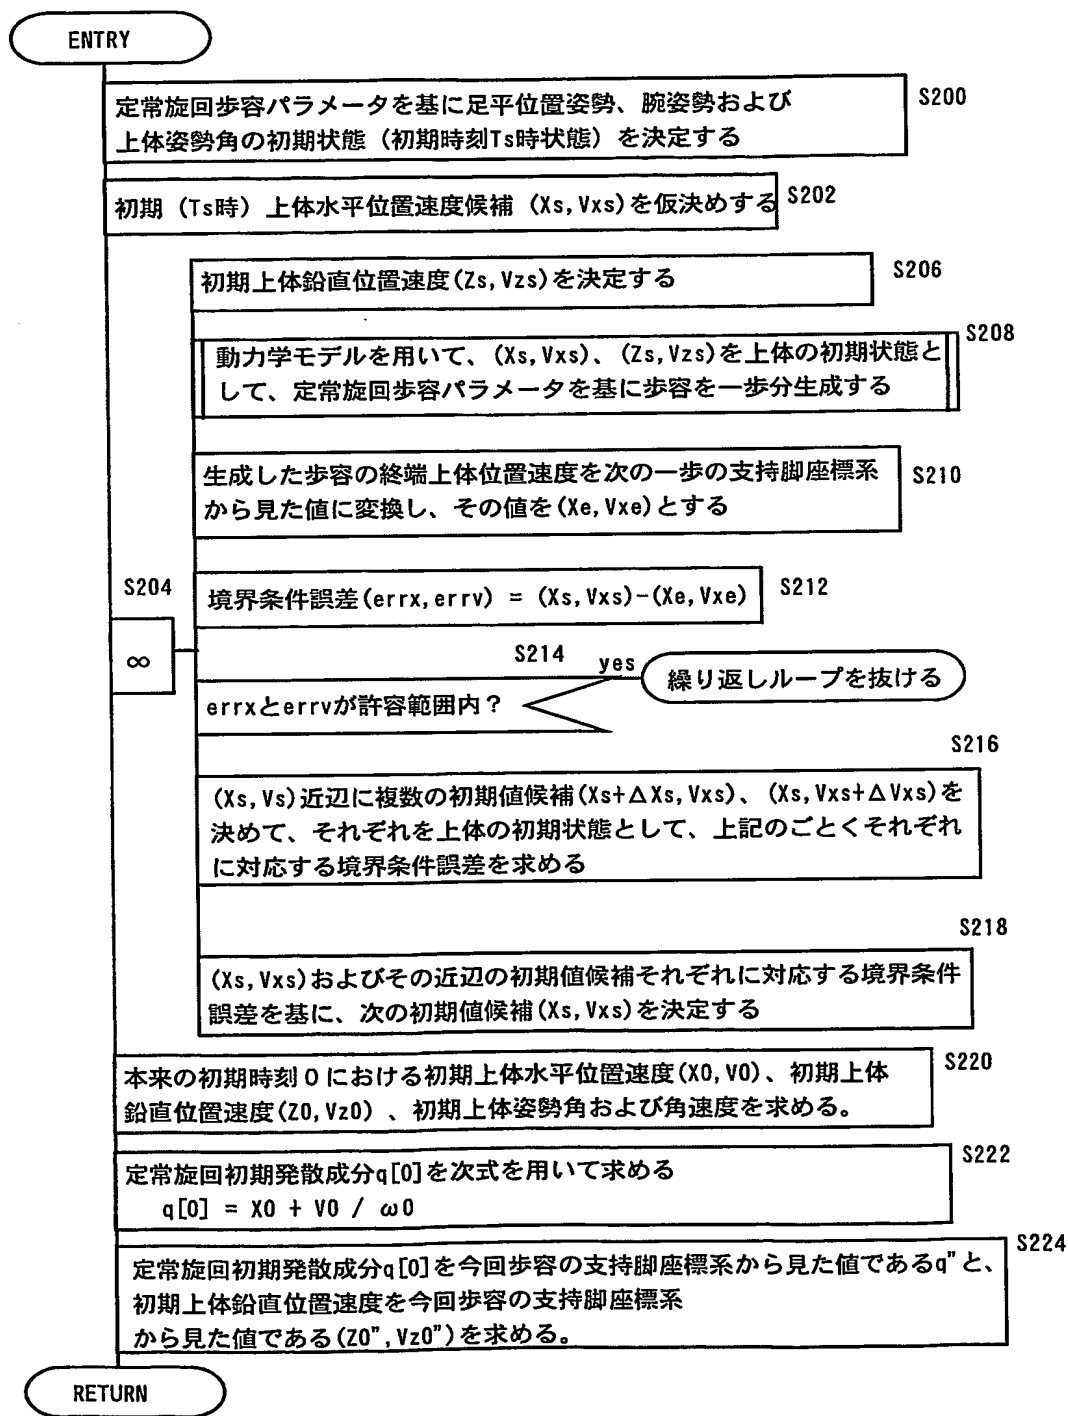 ENTRY
S200
定常旋回歩容パラメータを基に足平位置姿勢、腕姿勢および
上体姿勢角の初期状態（初期時刻Ts時状態）を決定する
S202
初期（Ts時）上体水平位置速度候補（Xs,Vxs）を仮決めする
S206
初期上体鉛直位置速度(Zs,Vzs)を決定する
S208
動力学モデルを用いて、(Xs,Vxs)、(Zs,Vzs)を上体の初期状態と
して、定常旋回歩容パラメータを基に歩容を一歩分生成する
S210
生成した歩容の終端上体位置速度を次の一歩の支持脚座標系
から見た値に変換し、その値を(Xe,Vxe)とする
S204
∞
S212
境界条件誤差(errx,errv) = (Xs,Vxs)-(Xe,Vxe)
S214
yes
繰り返しループを抜ける
errxとerrvが許容範囲内？
S216
(Xs,Vs)近辺に複数の初期値候補(Xs+ΔXs,Vxs)、(Xs,Vxs+ΔVxs)を
決めて、それぞれを上体の初期状態として、上記のごとくそれぞれ
に対応する境界条件誤差を求める
S218
(Xs,Vxs)およびその近辺の初期値候補それぞれに対応する境界条件
誤差を基に、次の初期値候補(Xs,Vxs)を決定する
S220
本来の初期時刻０における初期上体水平位置速度(X0,V0)、初期上体
鉛直位置速度(Z0,Vz0) 、初期上体姿勢角および角速度を求める。
S222
定常旋回初期発散成分q[0]を次式を用いて求める
q[0] = X0 + V0 / ω0
S224
定常旋回初期発散成分q[0]を今回歩容の支持脚座標系から見た値であるq”と、
初期上体鉛直位置速度を今回歩容の支持脚座標系
から見た値である(Z0”,Vz0”)を求める。
RETURN